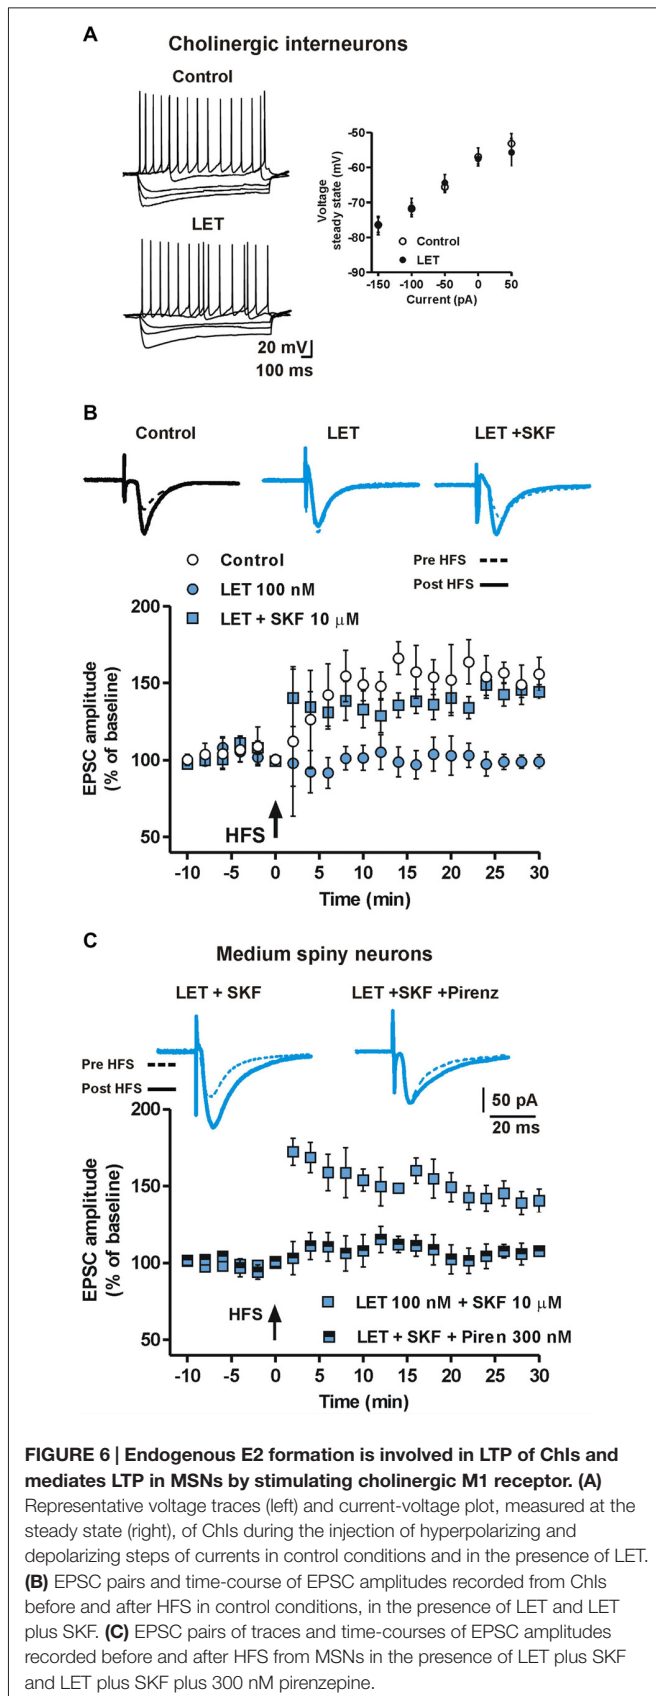 A
Cholinergic interneurons
Control
LET
20 mV
100 ms
Voltage
steady state (mV)
-50
-60
-70
-80
-90
Control
LET
-150 -100 -50 0 50
Current (pA)
B
Control LET LET +SKF
Control
LET 100 nM
LET + SKF 10 μM
Pre HFS
Post HFS
EPSC amplitude
(% of baseline)
200
150
100
50
HFS
-10 -5 0 5 10 15 20 25 30
Time (min)
C
Medium spiny neurons
LET + SKF LET +SKF +Pirenz
Pre HFS
Post HFS
50 pA
20 ms
EPSC amplitude
(% of baseline)
200
150
100
50
HFS
LET 100 nM + SKF 10 μM
LET + SKF + Piren 300 nM
-10 -5 0 5 10 15 20 25 30
Time (min)
FIGURE 6 | Endogenous E2 formation is involved in LTP of ChIs and
mediates LTP in MSNs by stimulating cholinergic M1 receptor. (A)
Representative voltage traces (left) and current-voltage plot, measured at the
steady state (right), of ChIs during the injection of hyperpolarizing and
depolarizing steps of currents in control conditions and in the presence of LET.
(B) EPSC pairs and time-course of EPSC amplitudes recorded from ChIs
before and after HFS in control conditions, in the presence of LET and LET
plus SKF. (C) EPSC pairs of traces and time-courses of EPSC amplitudes
recorded before and after HFS from MSNs in the presence of LET plus SKF
and LET plus SKF plus 300 nM pirenzepine.